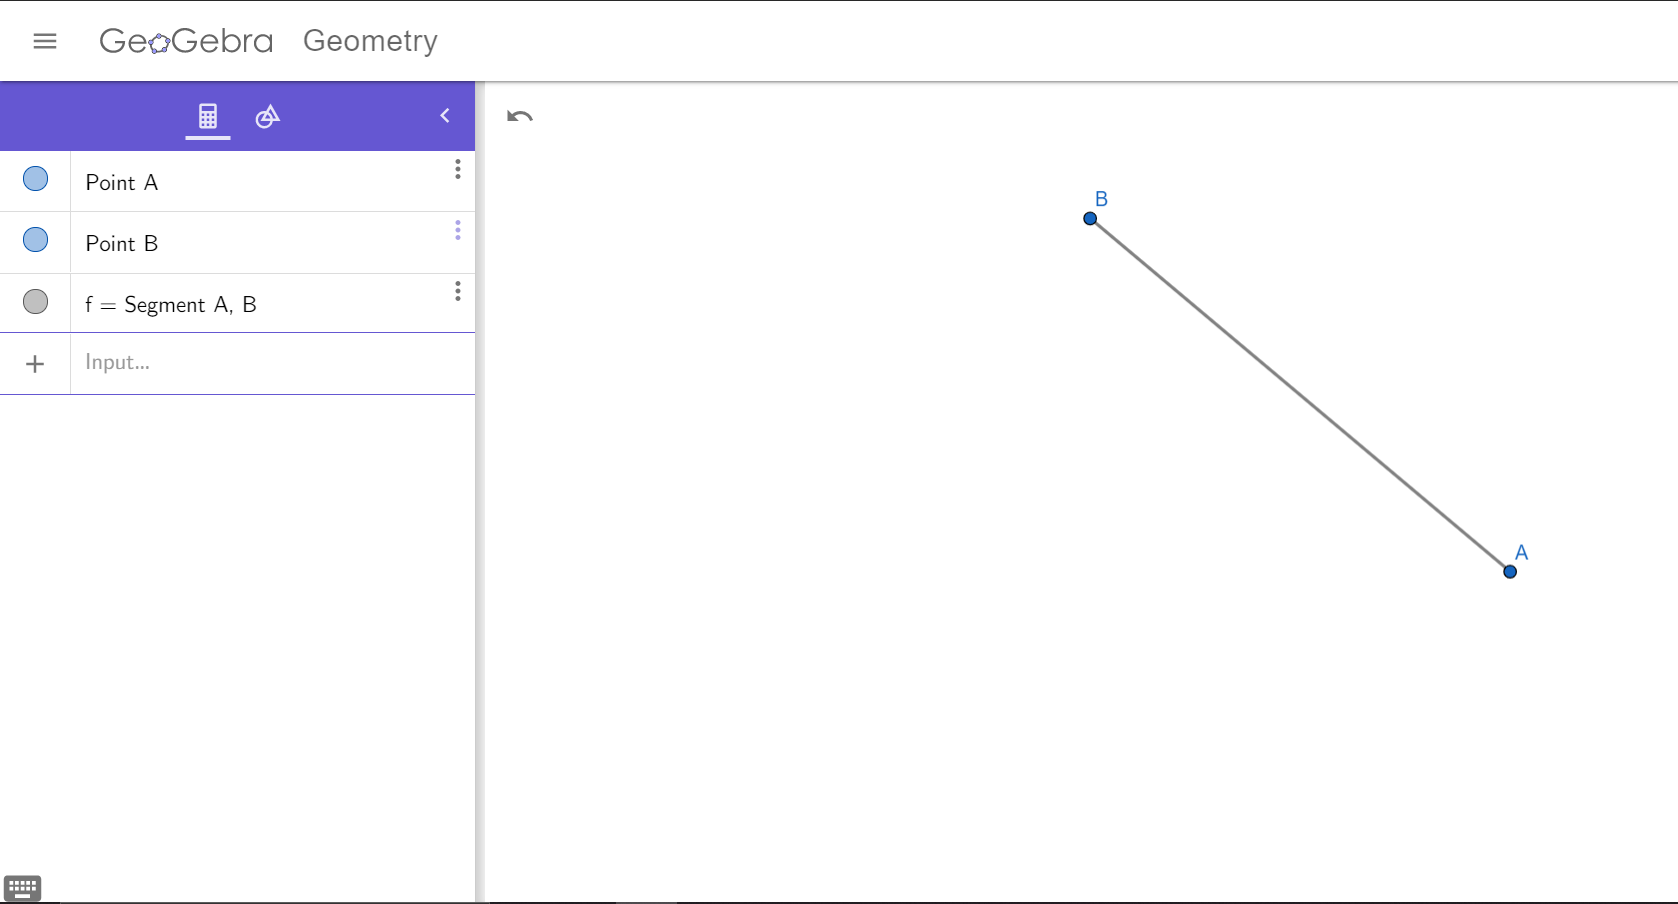 GeoGebra Geometry
Point A
Point B
f = Segment A, B
Input...
B
A